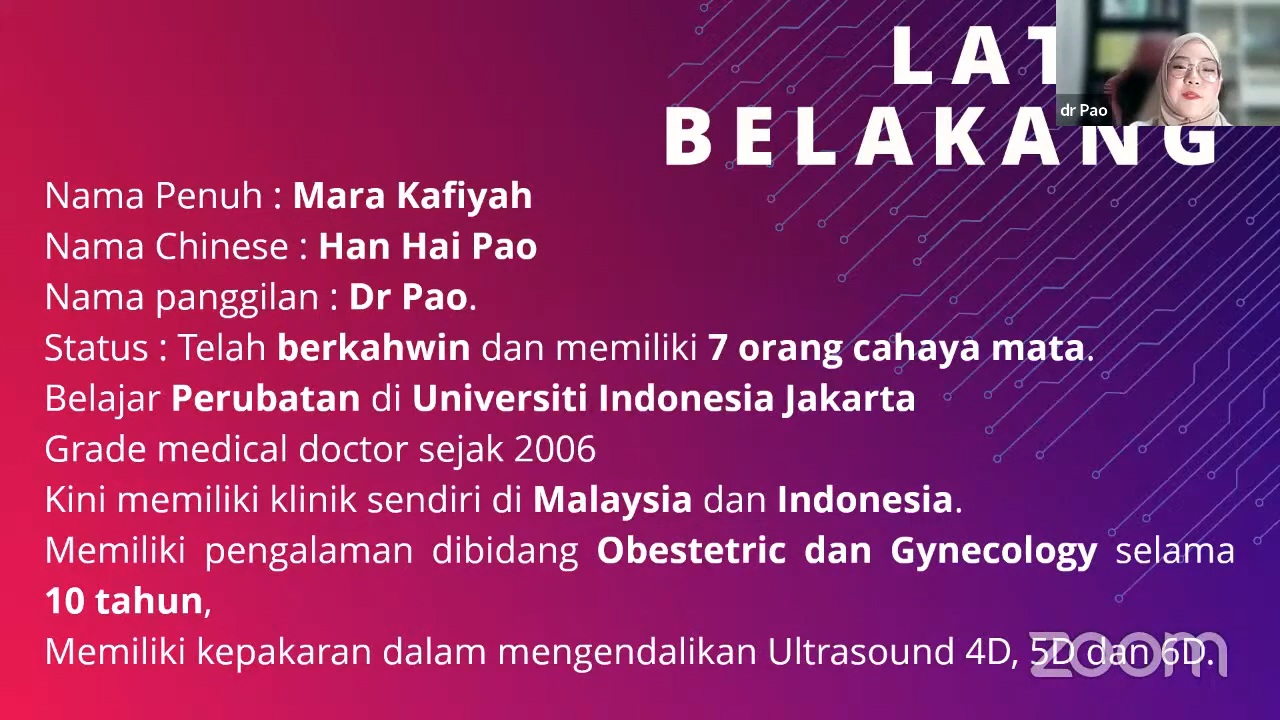 LAT
BELAKANG
dr Pao
Nama Penuh : Mara Kafiyah
Nama Chinese : Han Hai Pao
Nama panggilan : Dr Pao.
Status : Telah berkahwin dan memiliki 7 orang cahaya mata.
Belajar Perubatan di Universiti Indonesia Jakarta
Grade medical doctor sejak 2006
Kini memiliki klinik sendiri di Malaysia dan Indonesia.
Memiliki pengalaman dibidang Obestetric dan Gynecology selama
10 tahun,
Memiliki kepakaran dalam mengendalikan Ultrasound 4D, 5D dan 6D.
zoom